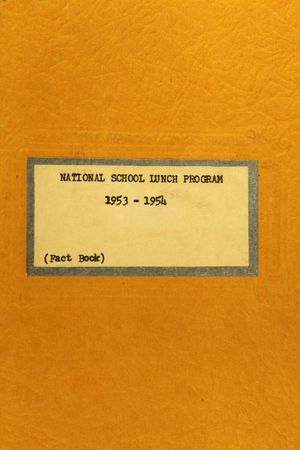 NATIONAL SCHOOL LUNCH PROGRAM
1953 - 1954
(Fact Book)